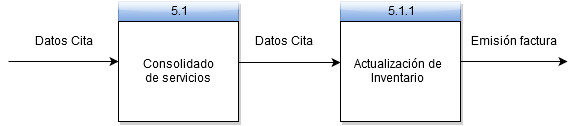 5.1
5.1.1
Datos Cita
Consolidado
de servicios
Datos Cita
Actualización de
Inventario
Emisión factura